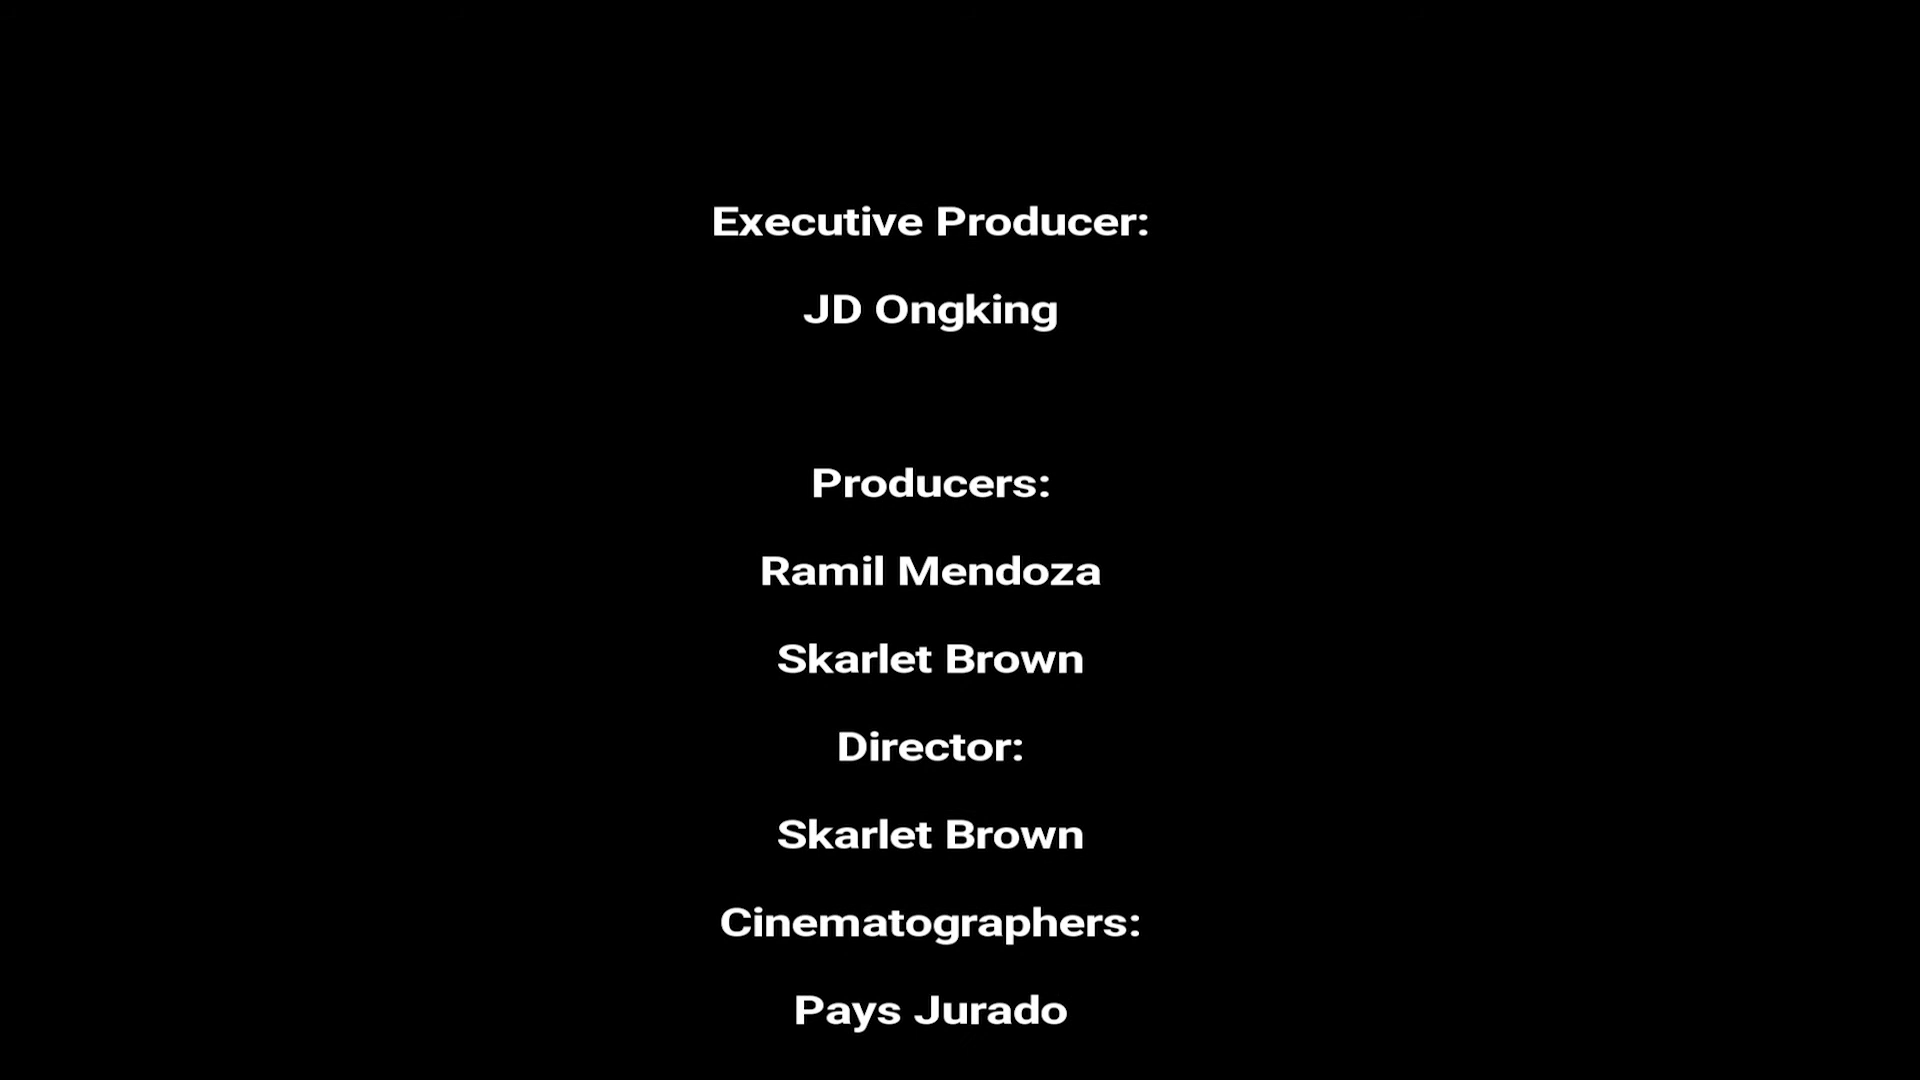 Executive Producer:
JD Ongking
Producers:
Ramil Mendoza
Skarlet Brown
Director:
Skarlet Brown
Cinematographers:
Pays Jurado